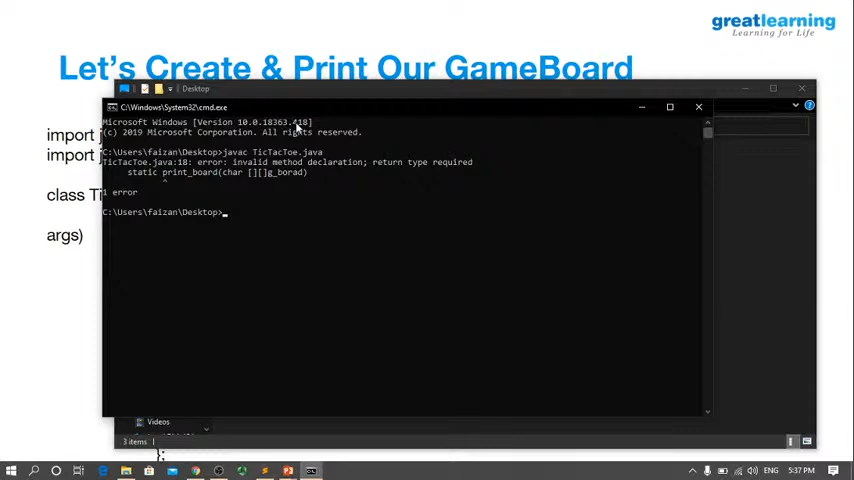 greatlearning
Learning for Life
Let's Create & Print Our GameBoard
Desktop
C:\Windows\System32\cmd.exe
Microsoft Windows [Version 10.0.18363.418]
(c) 2019 Microsoft Corporation. All rights reserved.
import j
C:\Users\faizan\Desktop>javac TicTacToe.java
import j
TicTacToe.java:18: error: invalid method declaration; return type required
static print_board(char [][]g_borad)
^
class Ti
1 error
C:\Users\faizan\Desktop>
args)
Videos
3 items
};
ENG
5:37 PM